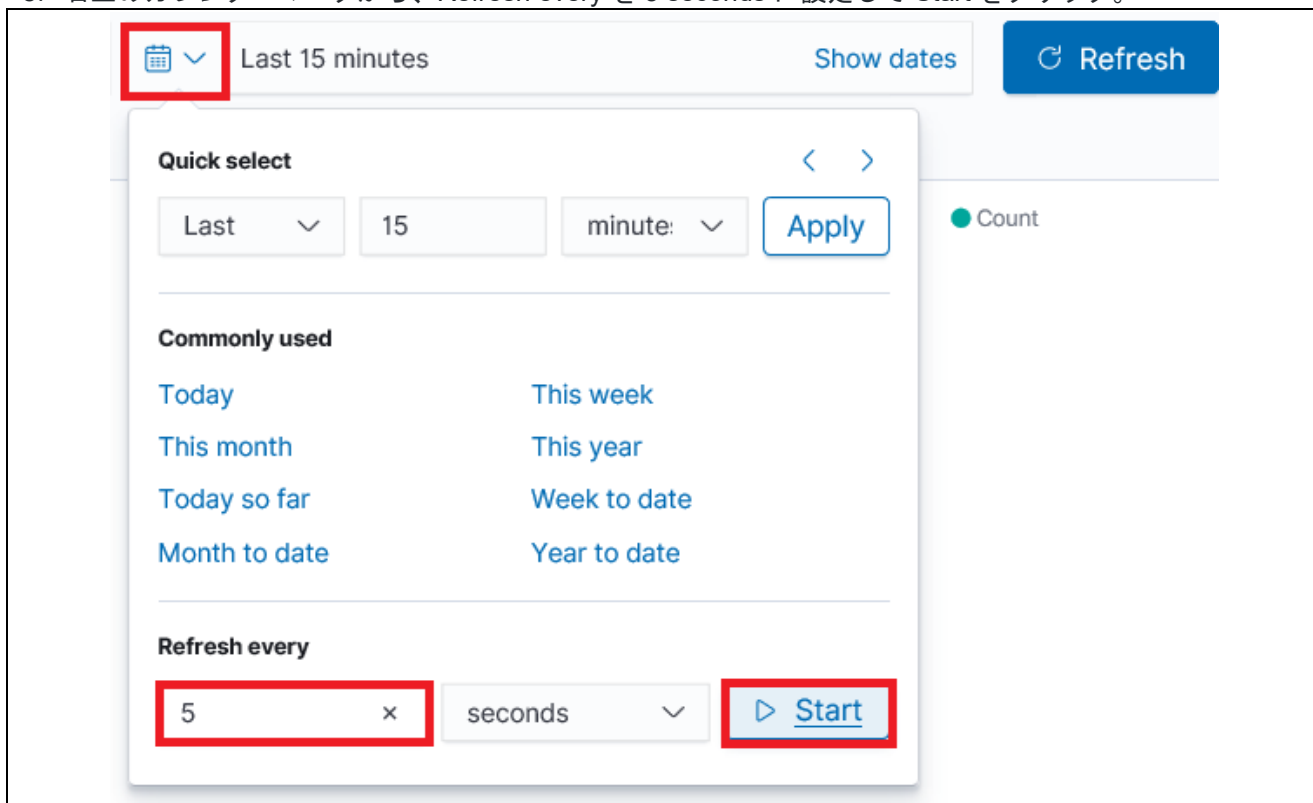 Last 15 minutes Show dates Refresh
Quick select
Last 15 minute: Apply
Count
Commonly used
Today This week
This month This year
Today so far Week to date
Month to date Year to date
Refresh every
5 × seconds Start